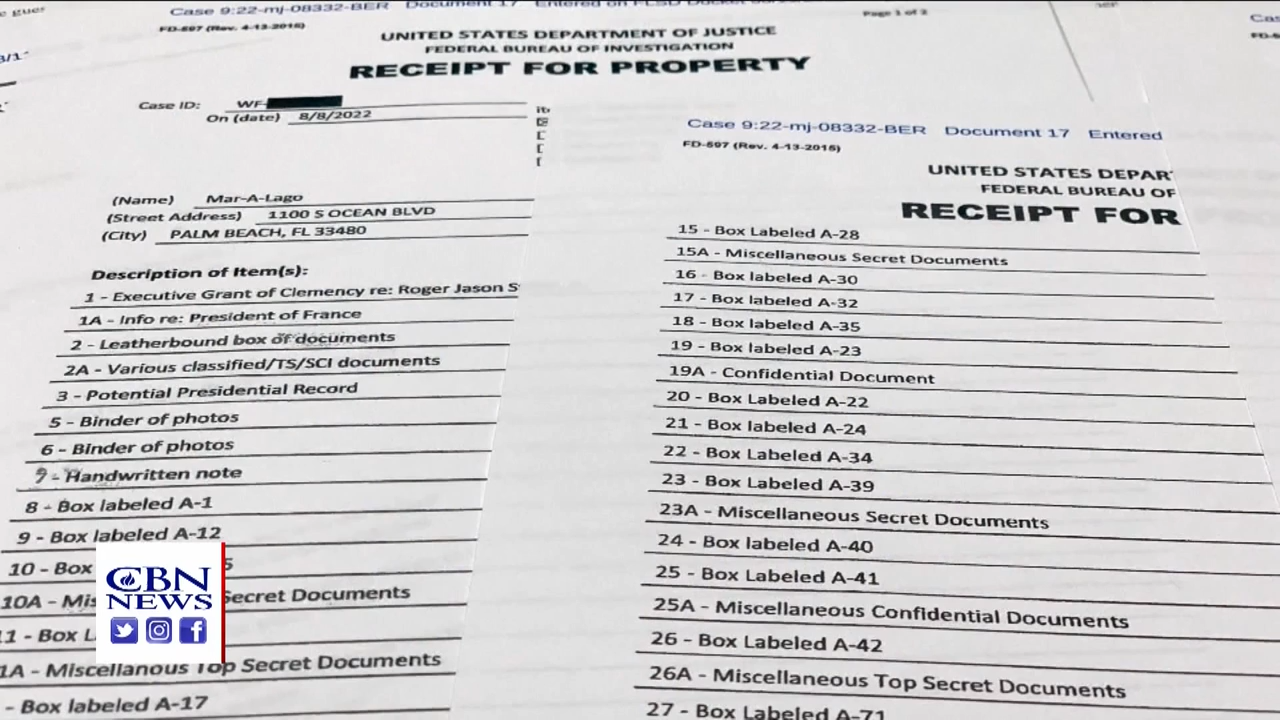 Case 9:22-mj-08332-BER Document 17 Entered on FLSD Docket
Page 1 of 2
FD-597 (Rev. 4-13-2015)
UNITED STATES DEPARTMENT OF JUSTICE
FEDERAL BUREAU OF INVESTIGATION
RECEIPT FOR PROPERTY
Case ID: WF-
On (date) 8/8/2022
(Name) Mar-A-Lago
(Street Address) 1100 S OCEAN BLVD
(City) PALM BEACH, FL 33480
Description of Item(s):
1 - Executive Grant of Clemency re: Roger Jason S
1A - Info re: President of France
2 - Leatherbound box of documents
2A - Various classified/TS/SCI documents
3 - Potential Presidential Record
5 - Binder of photos
6 - Binder of photos
7 - Handwritten note
8 - Box labeled A-1
9 - Box labeled A-12
10 - Box
10A - Secret Documents
11 - Box
1A - Miscellanous Top Secret Documents
- Box labeled A-17
Case 9:22-mj-08332-BER Document 17 Entered
FD-597 (Rev. 4-13-2015)
UNITED STATES DEPAR
FEDERAL BUREAU OF
RECEIPT FOR
15 - Box Labeled A-28
15A - Miscellaneous Secret Documents
16 - Box labeled A-30
17 - Box labeled A-32
18 - Box labeled A-35
19 - Box labeled A-23
19A - Confidential Document
20 - Box Labeled A-22
21 - Box labeled A-24
22 - Box Labeled A-34
23 - Box labeled A-39
23A - Miscellaneous Secret Documents
24 - Box labeled A-40
25 - Box Labeled A-41
25A - Miscellaneous Confidential Documents
26 - Box Labeled A-42
26A - Miscellaneous Top Secret Documents
27 - Box Labeled A-71
CBN
NEWS